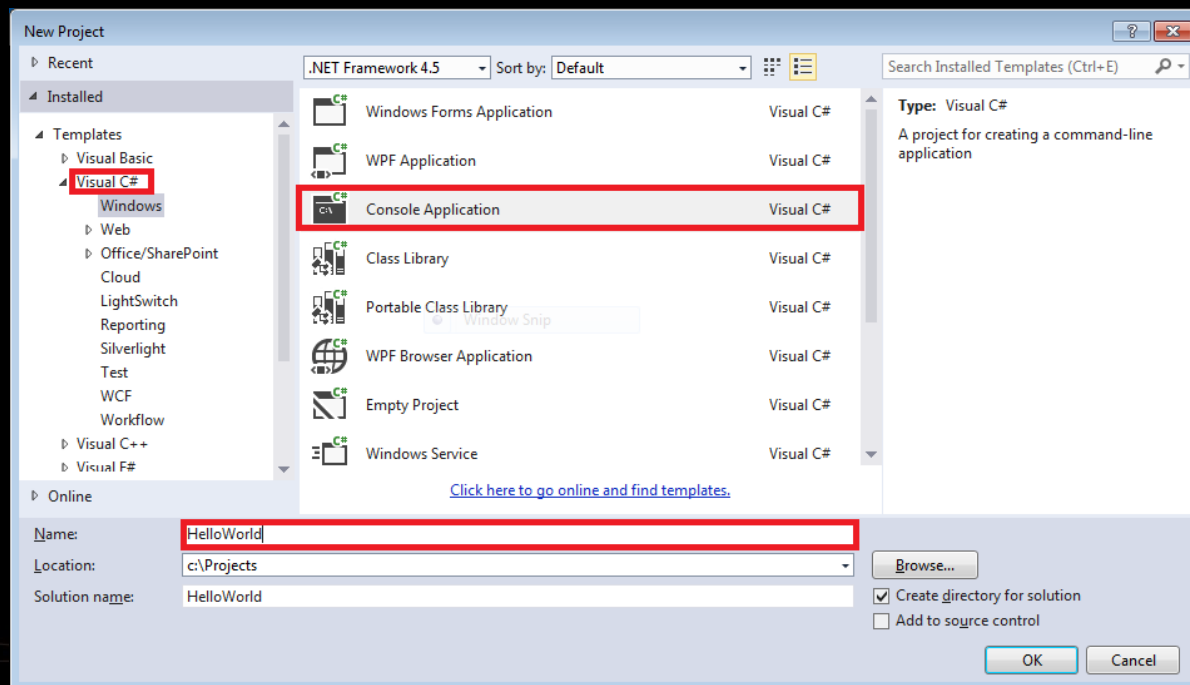 New Project
Recent
.NET Framework 4.5 Sort by: Default
Search Installed Templates (Ctrl+E)
Installed
Templates
Visual Basic
Visual C#
Windows
Web
Office/SharePoint
Cloud
LightSwitch
Reporting
Silverlight
Test
WCF
Workflow
Visual C++
Visual F#
Online
Windows Forms Application Visual C#
WPF Application Visual C#
Console Application Visual C#
Class Library Visual C#
Portable Class Library Visual C#
Window Snip
WPF Browser Application Visual C#
Empty Project Visual C#
Windows Service Visual C#
Click here to go online and find templates.
Type: Visual C#
A project for creating a command-line
application
Name: HelloWorld
Location: c:\Projects
Browse...
Solution name: HelloWorld
Create directory for solution
Add to source control
OK Cancel